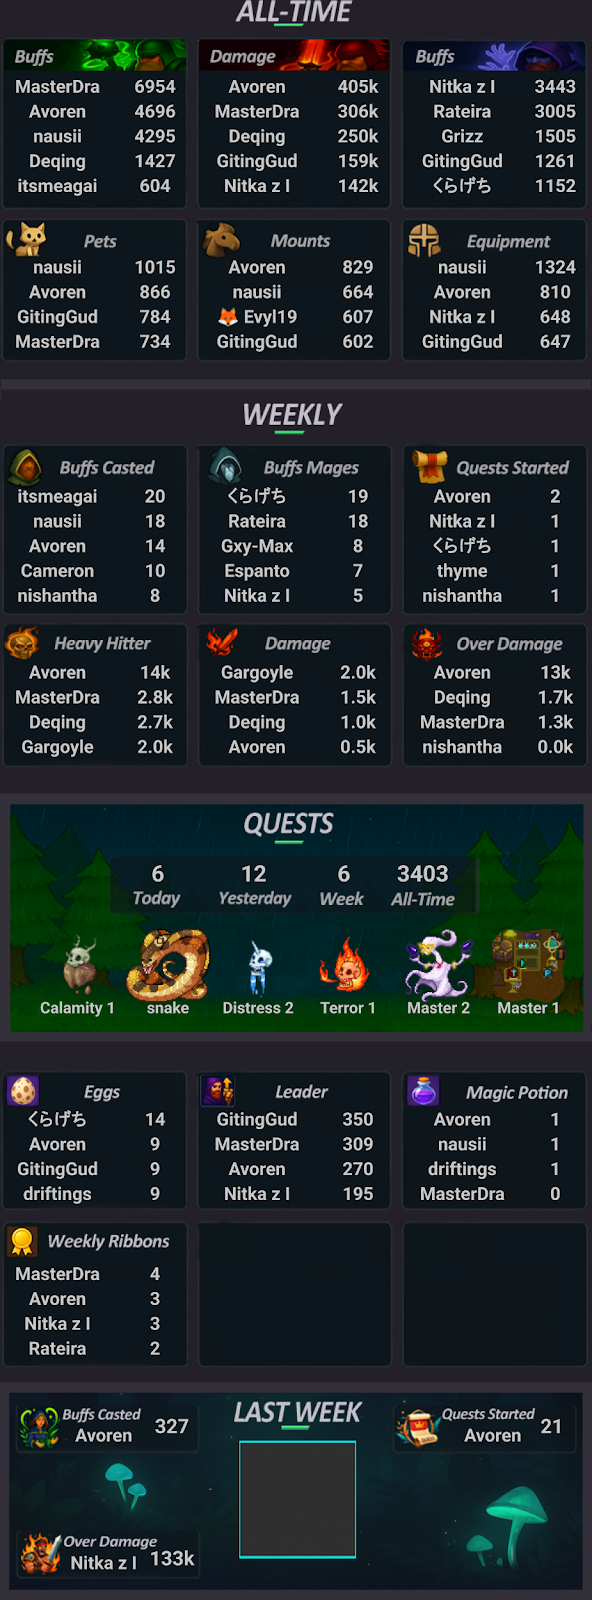 ALL-TIME
Buffs
MasterDra 6954
Avoren 4696
nausii 4295
Deqing 1427
itsmeagai 604
Damage
Avoren 405k
MasterDra 306k
Deqing 250k
GitingGud 159k
Nitka z I 142k
Buffs
Nitka z I 3443
Rateira 3005
Grizz 1505
GitingGud 1261
くらげち 1152
Pets
nausii 1015
Avoren 866
GitingGud 784
MasterDra 734
Mounts
Avoren 829
nausii 664
🦊 Evyl19 607
GitingGud 602
Equipment
nausii 1324
Avoren 810
Nitka z I 648
GitingGud 647
WEEKLY
Buffs Casted
itsmeagai 20
nausii 18
Avoren 14
Cameron 10
nishantha 8
Buffs Mages
くらげち 19
Rateira 18
Gxy-Max 8
Espanto 7
Nitka z I 5
Quests Started
Avoren 2
Nitka z I 1
くらげち 1
thyme 1
nishantha 1
Heavy Hitter
Avoren 14k
MasterDra 2.8k
Deqing 2.7k
Gargoyle 2.0k
Damage
Gargoyle 2.0k
MasterDra 1.5k
Deqing 1.0k
Avoren 0.5k
Over Damage
Avoren 13k
Deqing 1.7k
MasterDra 1.3k
nishantha 0.0k
QUESTS
6 12 6 3403
Today Yesterday Week All-Time
Calamity 1 snake Distress 2 Terror 1 Master 2 Master 1
Eggs
くらげち 14
Avoren 9
GitingGud 9
driftings 9
Leader
GitingGud 350
MasterDra 309
Avoren 270
Nitka z I 195
Magic Potion
Avoren 1
nausii 1
driftings 1
MasterDra 0
Weekly Ribbons
MasterDra 4
Avoren 3
Nitka z I 3
Rateira 2
LAST WEEK
Buffs Casted
Avoren 327
Quests Started
Avoren 21
Over Damage
Nitka z I 133k